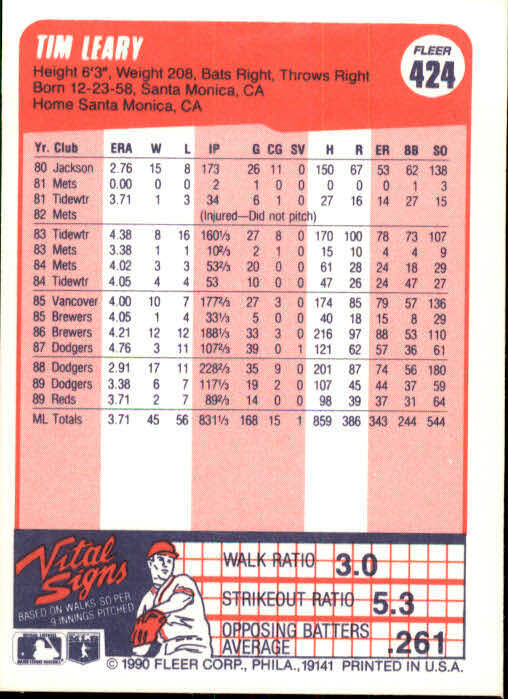 TIM LEARY
FLEER
424
Height 6'3", Weight 208, Bats Right, Throws Right
Born 12-23-58, Santa Monica, CA
Home Santa Monica, CA
Yr. Club ERA W L IP G CG SV H R ER BB SO
80 Jackson 2.76 15 8 173 26 11 0 150 67 53 62 138
81 Mets 0.00 0 0 2 1 0 0 0 0 0 1 3
81 Tidewtr 3.71 1 3 34 6 1 0 27 16 14 27 15
82 Mets (Injured—Did not pitch)
83 Tidewtr 4.38 8 16 160⅓ 27 8 0 170 100 78 73 107
83 Mets 3.38 1 1 10⅔ 2 1 0 15 10 4 4 9
84 Mets 4.02 3 3 53⅔ 20 0 0 61 28 24 18 29
84 Tidewtr 4.05 4 4 53 10 0 0 47 26 24 47 27
85 Vancover 4.00 10 7 177⅔ 27 3 0 174 85 79 57 136
85 Brewers 4.05 1 4 33⅓ 5 0 0 40 18 15 8 29
86 Brewers 4.21 12 12 188⅓ 33 3 0 216 97 88 53 110
87 Dodgers 4.76 3 11 107⅔ 39 0 1 121 62 57 36 61
88 Dodgers 2.91 17 11 228⅔ 35 9 0 201 87 74 56 180
89 Dodgers 3.38 6 7 117⅓ 19 2 0 107 45 44 37 59
89 Reds 3.71 2 7 89⅔ 14 0 0 98 39 37 31 64
ML Totals 3.71 45 56 831⅓ 168 15 1 859 386 343 244 544
Vital Signs
BASED ON WALKS SO PER
9 INNINGS PITCHED
WALK RATIO 3.0
STRIKEOUT RATIO 5.3
OPPOSING BATTERS
AVERAGE .261
© 1990 FLEER CORP., PHILA., 19141 PRINTED IN U.S.A.